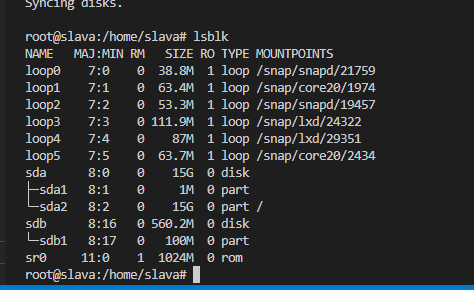 Syncing disks.
root@slava:/home/slava# lsblk
NAME   MAJ:MIN RM   SIZE RO TYPE MOUNTPOINTS
loop0    7:0    0  38.8M  1 loop /snap/snapd/21759
loop1    7:1    0  63.4M  1 loop /snap/core20/1974
loop2    7:2    0  53.3M  1 loop /snap/snapd/19457
loop3    7:3    0 111.9M  1 loop /snap/lxd/24322
loop4    7:4    0    87M  1 loop /snap/lxd/29351
loop5    7:5    0  63.7M  1 loop /snap/core20/2434
sda      8:0    0    15G  0 disk
├─sda1   8:1    0     1M  0 part
└─sda2   8:2    0    15G  0 part /
sdb      8:16   0 560.2M  0 disk
└─sdb1   8:17   0   100M  0 part
sr0     11:0    1  1024M  0 rom
root@slava:/home/slava#